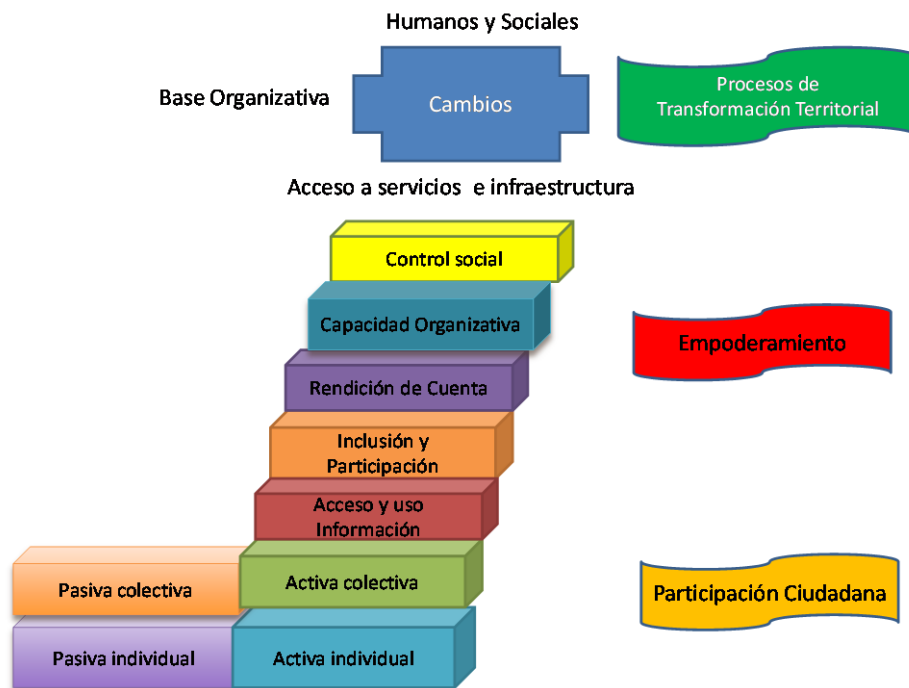 Humanos y Sociales
Base Organizativa
Cambios
Procesos de
Transformación Territorial
Acceso a servicios e infraestructura
Control social
Capacidad Organizativa
Empoderamiento
Rendición de Cuenta
Inclusión y
Participación
Acceso y uso
Información
Pasiva colectiva
Activa colectiva
Participación Ciudadana
Pasiva individual
Activa individual